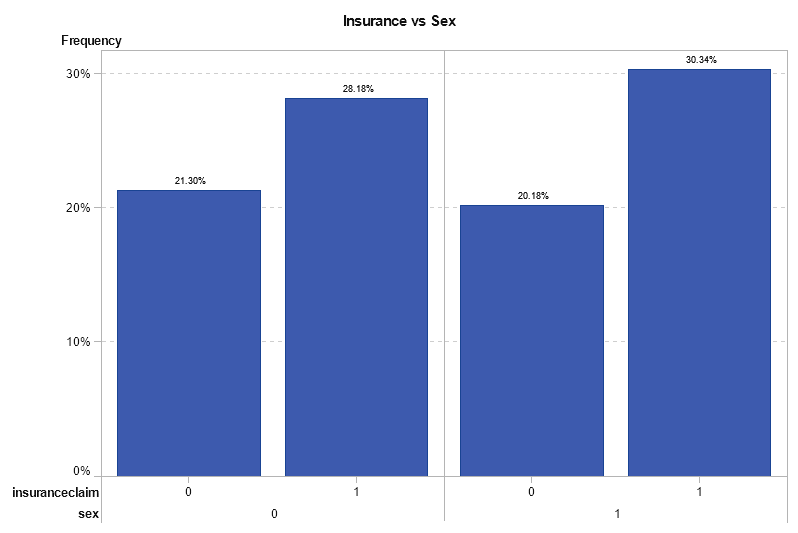 Insurance vs Sex
Frequency
30.34%
30%
28.18%
21.30%
20%
20.18%
10%
0%
insuranceclaim 0 1 0 1
sex 0 1